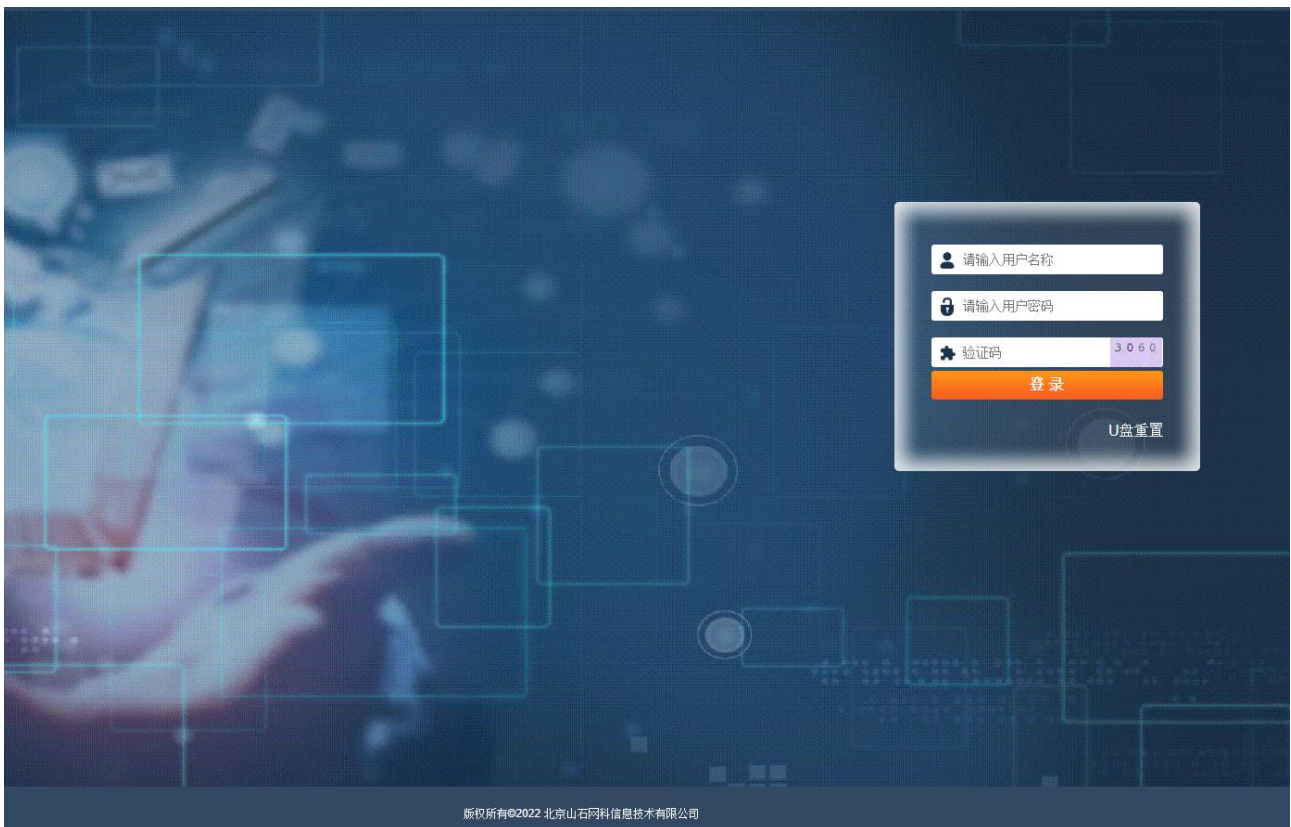 请输入用户名称
请输入用户密码
验证码 3060
登 录
U盘重置
版权所有©2022 北京山石网科信息技术有限公司